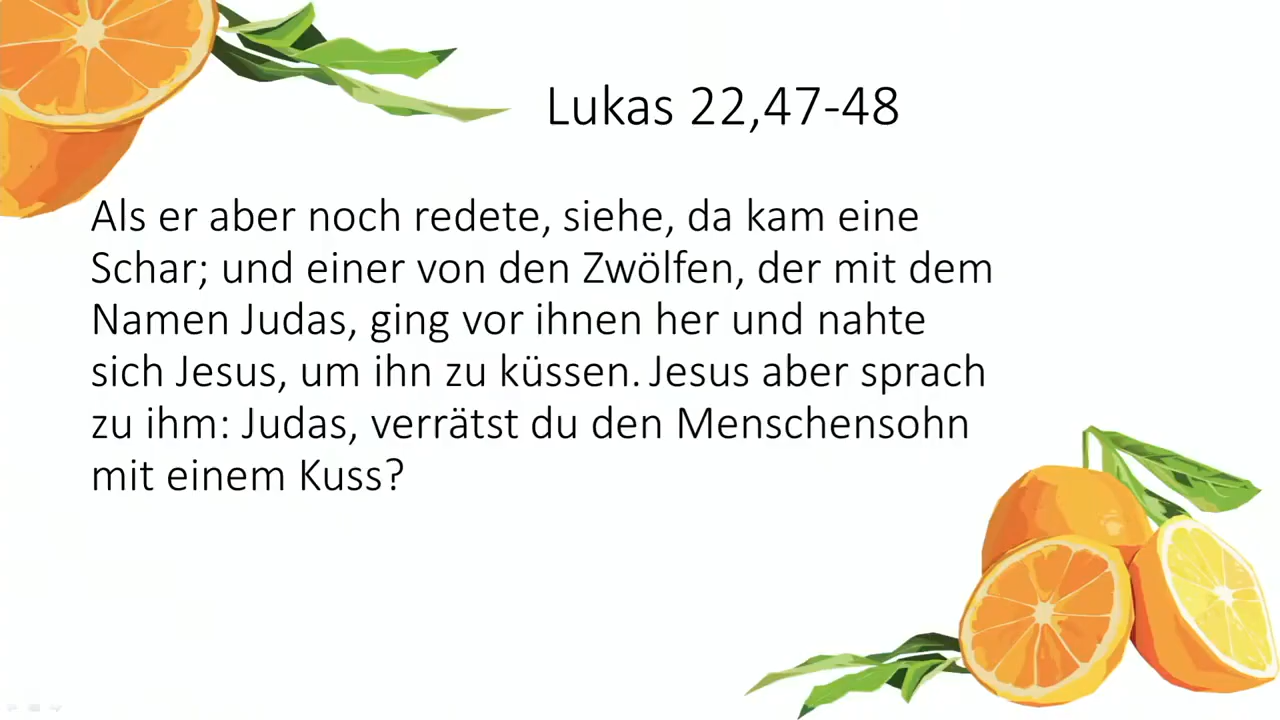 Lukas 22,47-48
Als er aber noch redete, siehe, da kam eine
Schar; und einer von den Zwölfen, der mit dem
Namen Judas, ging vor ihnen her und nahte
sich Jesus, um ihn zu küssen. Jesus aber sprach
zu ihm: Judas, verrätst du den Menschensohn
mit einem Kuss?